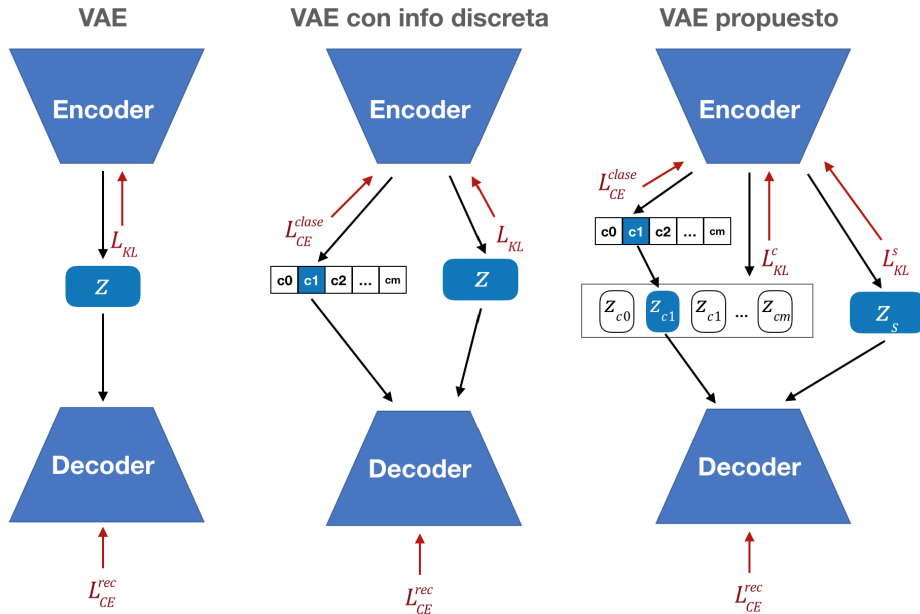 VAE
Encoder
L_KL
Z
Decoder
L_CE^rec
VAE con info discreta
Encoder
L_CE^clase
L_KL
c0 c1 c2 ... cm
Z
Decoder
L_CE^rec
VAE propuesto
Encoder
L_CE^clase
c0 c1 c2 ... cm
L_KL^c
L_KL^s
Z_c0 Z_c1 Z_c1 ... Z_cm
Z_s
Decoder
L_CE^rec